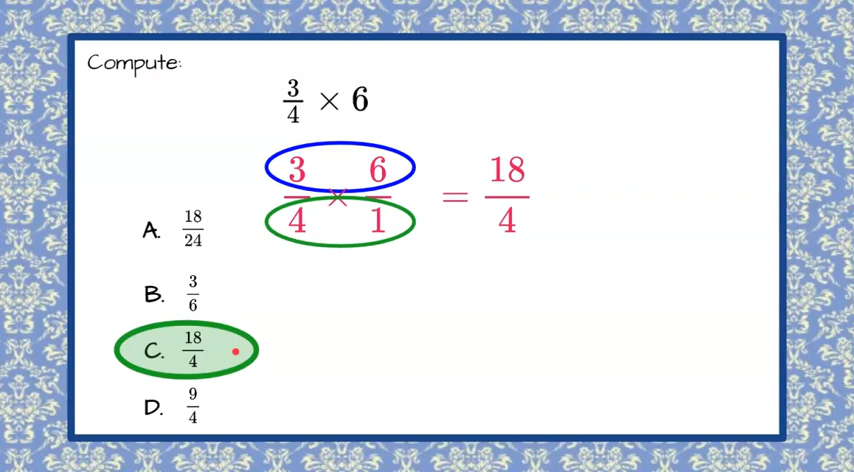 Compute:
3/4 × 6
3/4 × 6/1 = 18/4
A. 18/24
B. 3/6
C. 18/4
D. 9/4